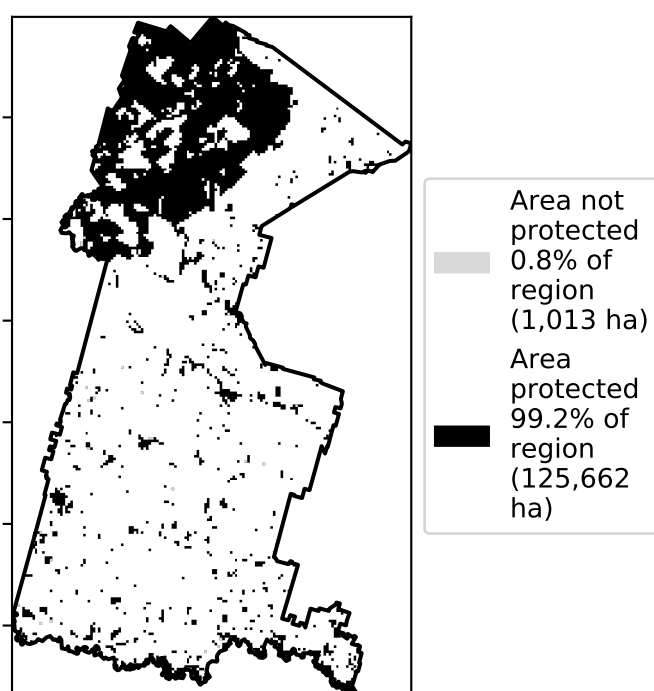 Area not
protected
0.8% of
region
(1,013 ha)
Area
protected
99.2% of
region
(125,662
ha)